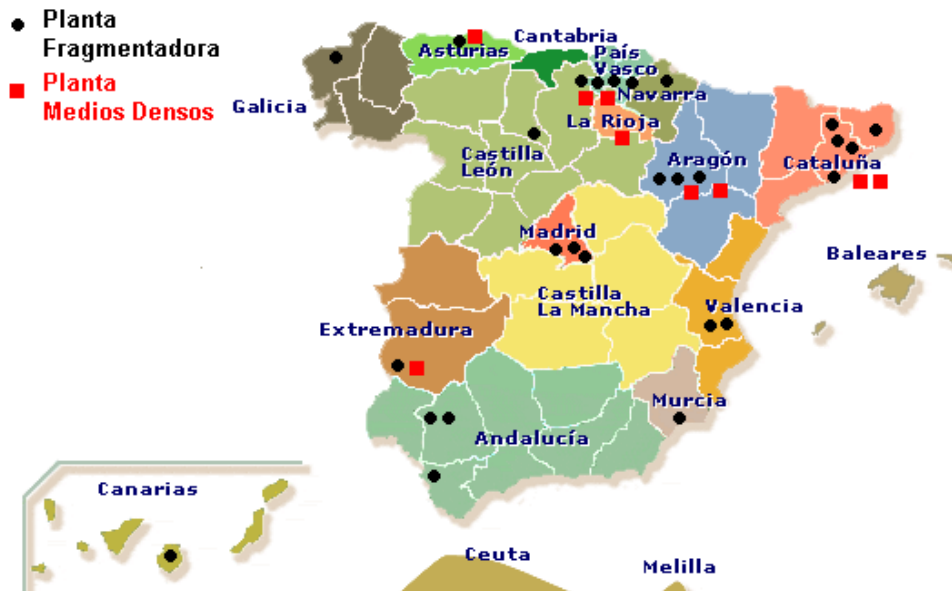 Planta
Fragmentadora
Planta
Medios Densos
Cantabria
Asturias
País
Vasco
Galicia
Navarra
La Rioja
Castilla
León
Aragón
Cataluña
Madrid
Baleares
Castilla
La Mancha
Valencia
Extremadura
Murcia
Andalucía
Canarias
Ceuta
Melilla